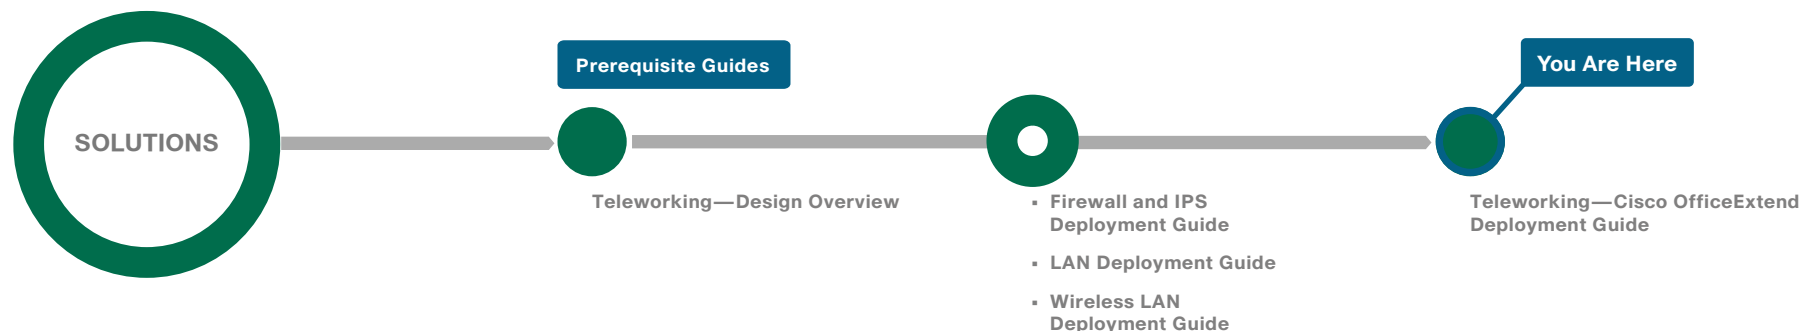 SOLUTIONS
Prerequisite Guides
You Are Here
Teleworking—Design Overview
▪ Firewall and IPS
Deployment Guide
▪ LAN Deployment Guide
▪ Wireless LAN
Deployment Guide
Teleworking—Cisco OfficeExtend
Deployment Guide